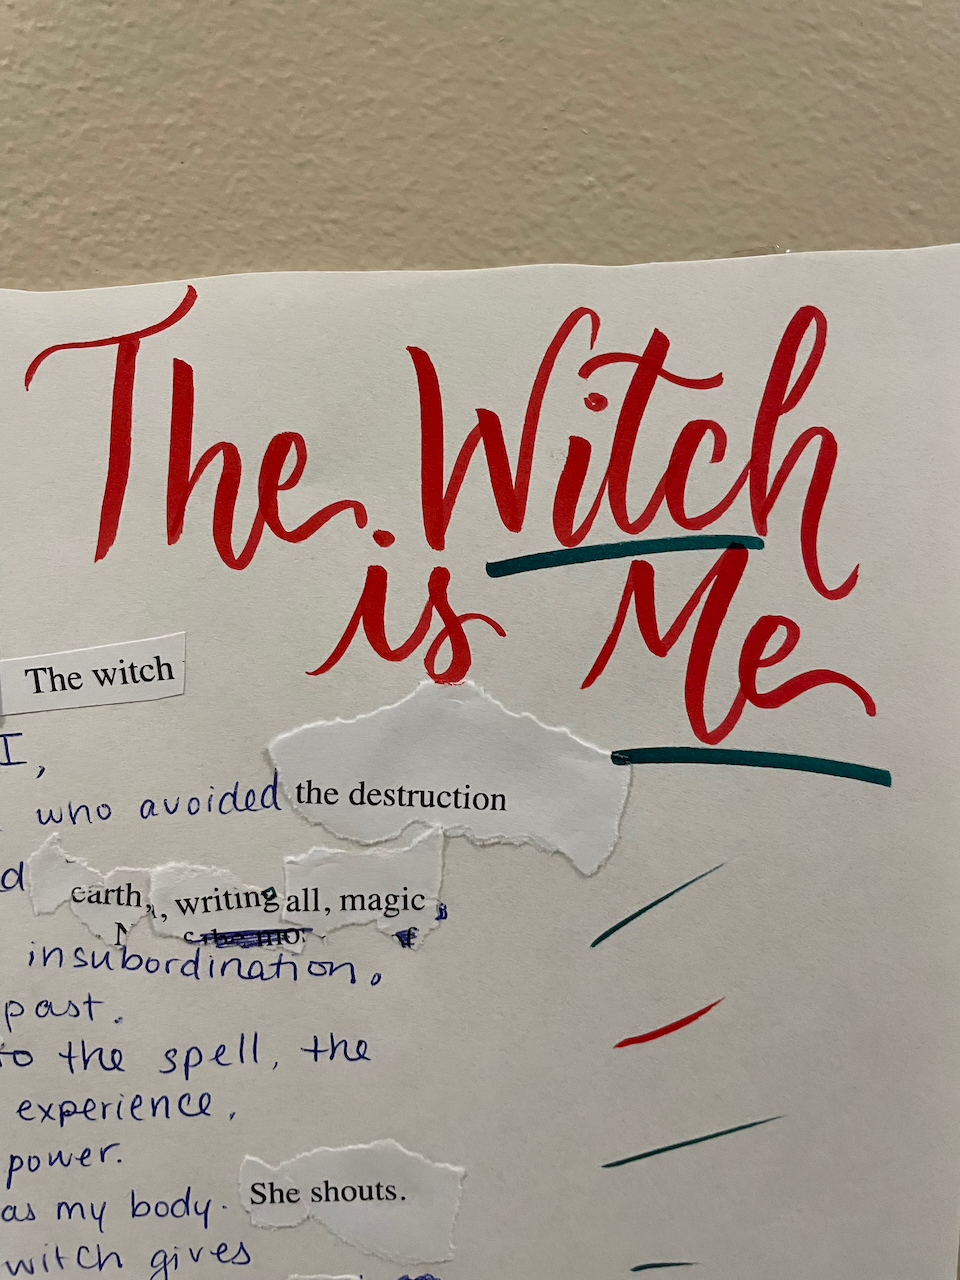 The Witch
is Me
The witch
I,
who avoided the destruction
d earth, writing all, magic,
insubordination,
past.
to the spell, the
experience,
power.
as my body. She shouts.
witch gives